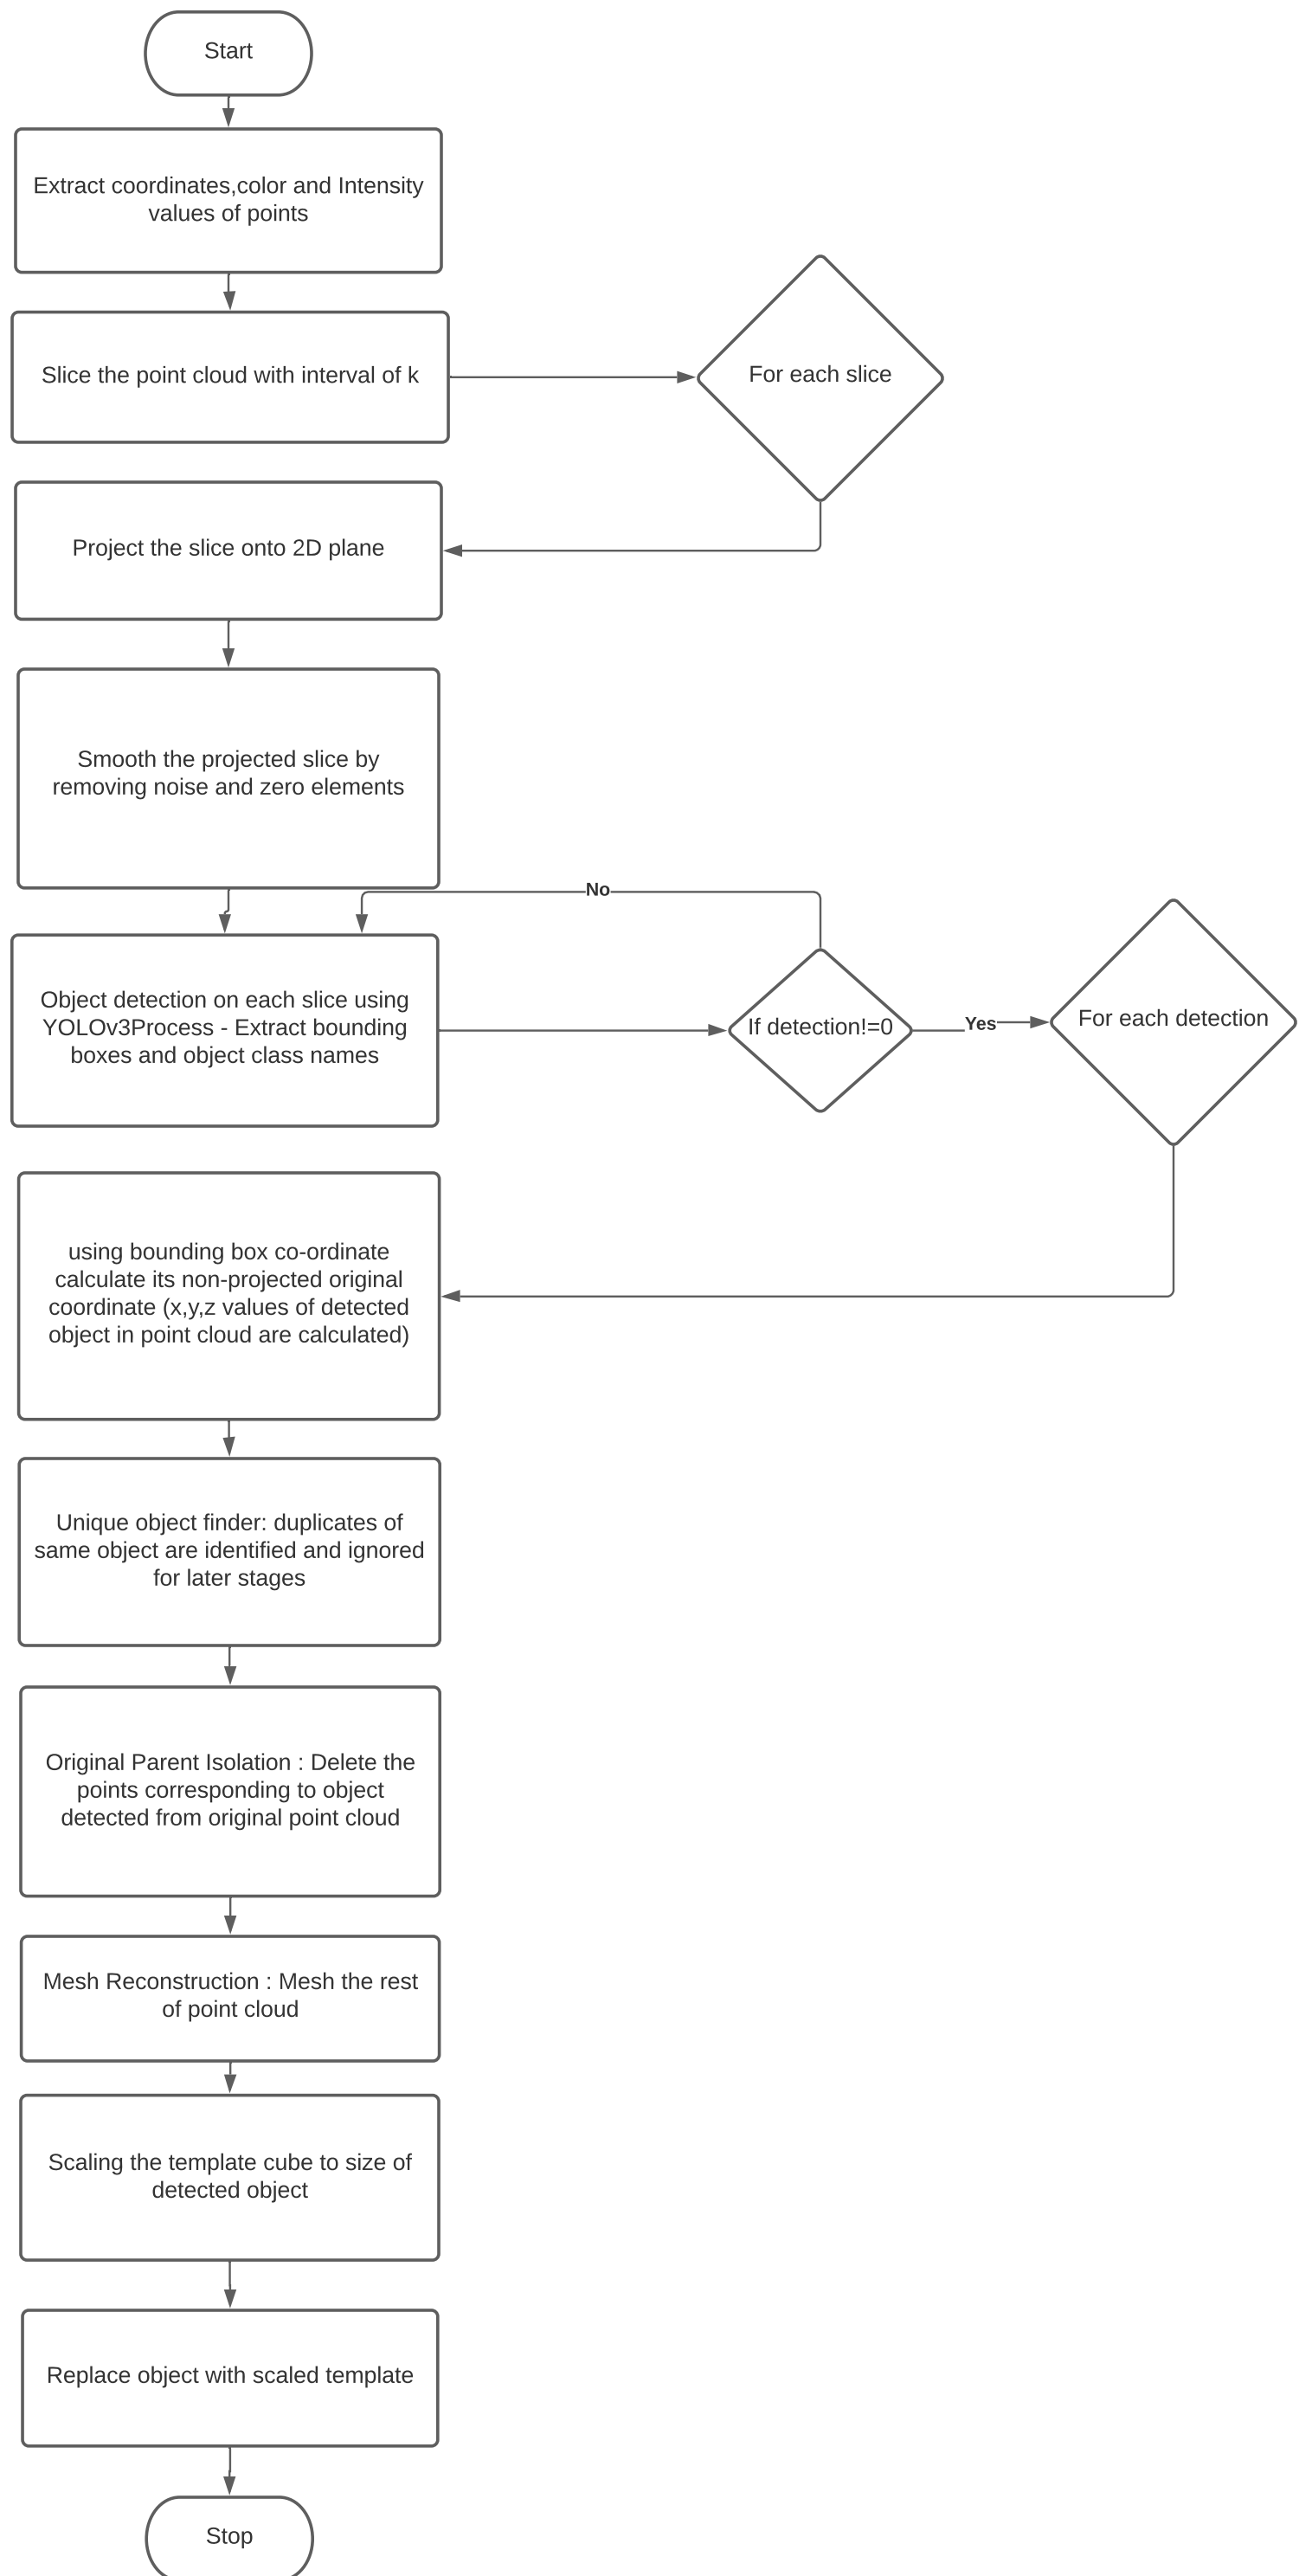 Start
Extract coordinates,color and Intensity
values of points
Slice the point cloud with interval of k
For each slice
Project the slice onto 2D plane
Smooth the projected slice by
removing noise and zero elements
No
Object detection on each slice using
YOLOv3Process - Extract bounding
boxes and object class names
If detection!=0
Yes
For each detection
using bounding box co-ordinate
calculate its non-projected original
coordinate (x,y,z values of detected
object in point cloud are calculated)
Unique object finder: duplicates of
same object are identified and ignored
for later stages
Original Parent Isolation : Delete the
points corresponding to object
detected from original point cloud
Mesh Reconstruction : Mesh the rest
of point cloud
Scaling the template cube to size of
detected object
Replace object with scaled template
Stop